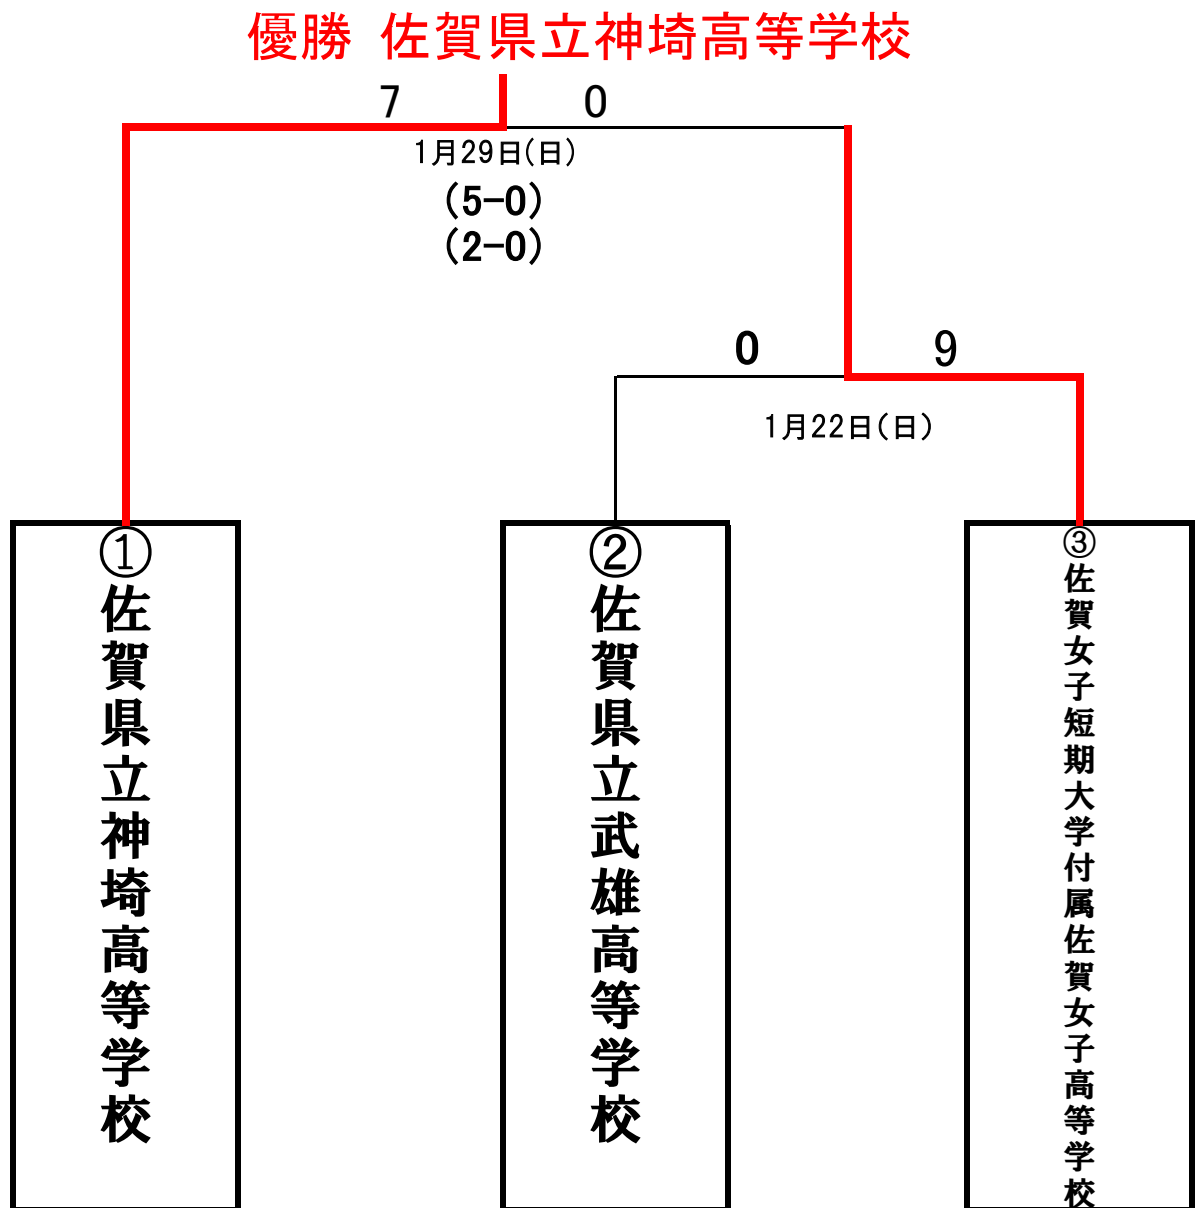 優勝 佐賀県立神埼高等学校
7 0
1月29日(日)
(5-0)
(2-0)
0 9
1月22日(日)
①佐賀県立神埼高等学校
②佐賀県立武雄高等学校
③佐賀女子短期大学付属佐賀女子高等学校